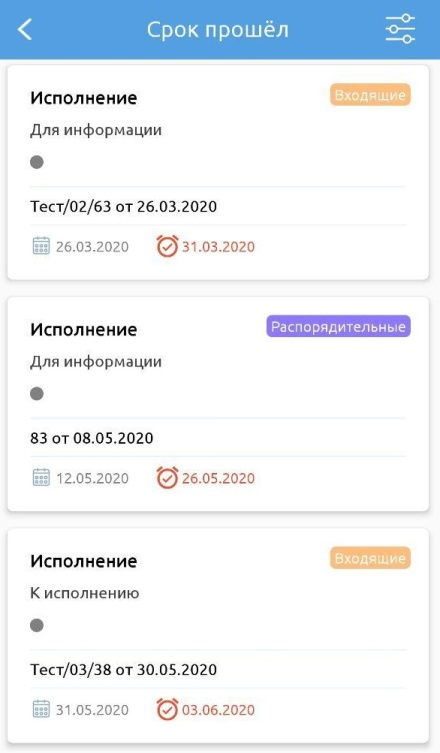 Срок прошёл
Исполнение
Входящие
Для информации
Тест/02/63 от 26.03.2020
26.03.2020 31.03.2020
Исполнение
Распорядительные
Для информации
83 от 08.05.2020
12.05.2020 26.05.2020
Исполнение
Входящие
К исполнению
Тест/03/38 от 30.05.2020
31.05.2020 03.06.2020